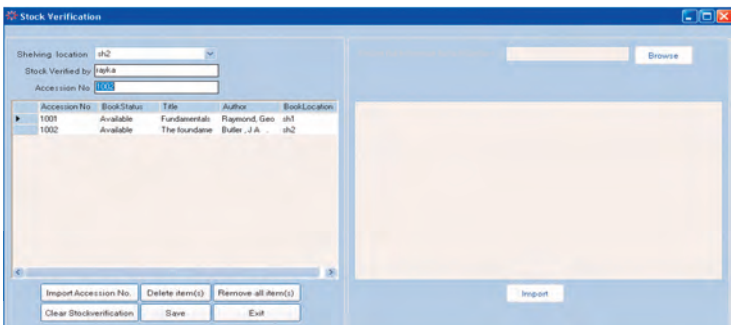 Stock Verification
Shelving location sh2
Stock Verified by rayka
Accession No 1002
Browse
Accession No BookStatus Title Author BookLocation
1001 Available Fundamentals Raymond, Geo sh1
1002 Available The foundame Butler , J A . sh2
Import Accession No. Delete item(s) Remove all item(s)
Clear Stockverification Save Exit
Import